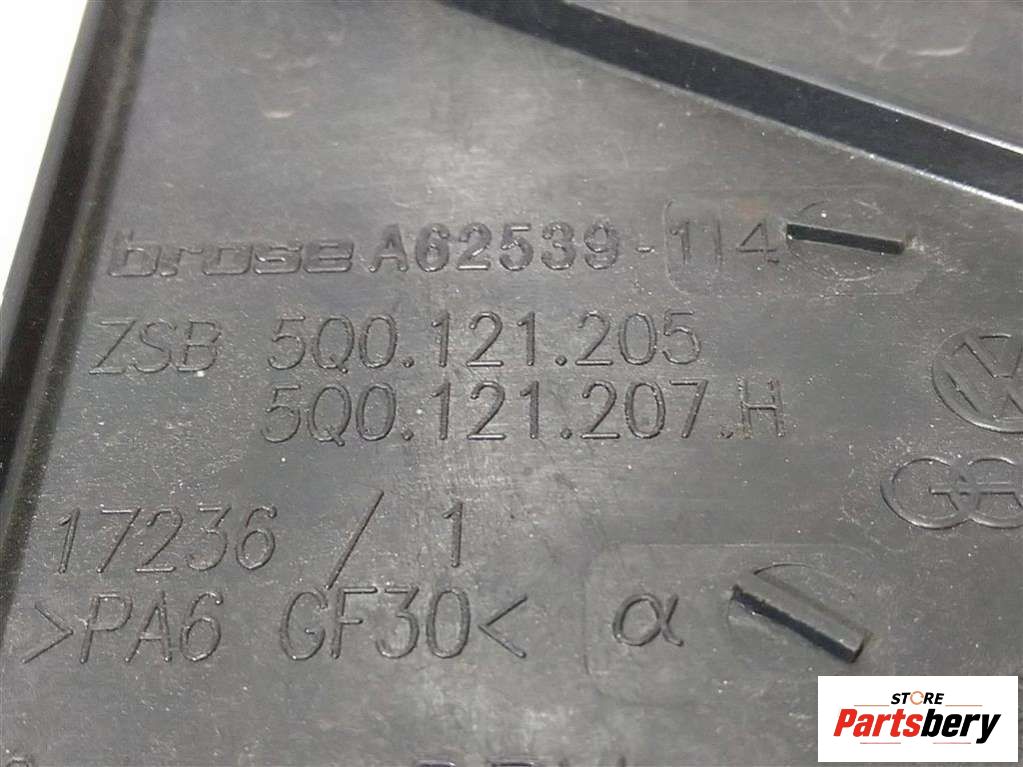 brose A62539-114
ZSB 5Q0.121.205
5Q0.121.207.H
17236 / 1
>PA6 GF30< α
STORE
Partsbery